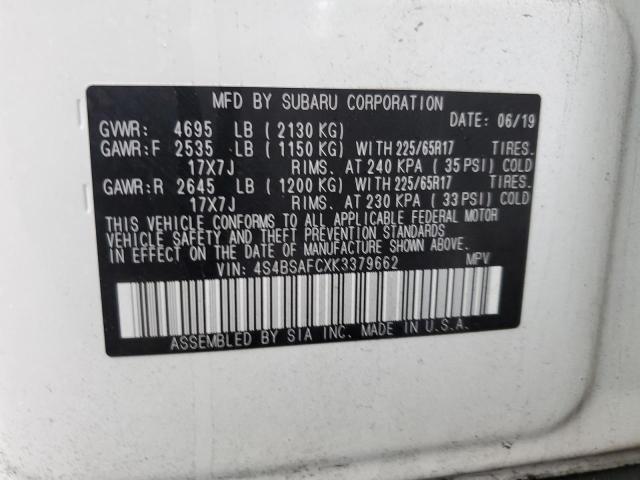 MFD BY SUBARU CORPORATION
DATE: 06/19
GVWR: 4695 LB ( 2130 KG)
GAWR:F 2535 LB ( 1150 KG) WITH 225/65R17 TIRES.
17X7J RIMS. AT 240 KPA ( 35 PSI) COLD
GAWR:R 2645 LB ( 1200 KG) WITH 225/65R17 TIRES.
17X7J RIMS. AT 230 KPA ( 33 PSI) COLD
THIS VEHICLE CONFORMS TO ALL APPLICABLE FEDERAL MOTOR
VEHICLE SAFETY AND THEFT PREVENTION STANDARDS
IN EFFECT ON THE DATE OF MANUFACTURE SHOWN ABOVE.
VIN: 4S4BSAFCXK3379662 MPV
ASSEMBLED BY SIA INC. MADE IN U.S.A.